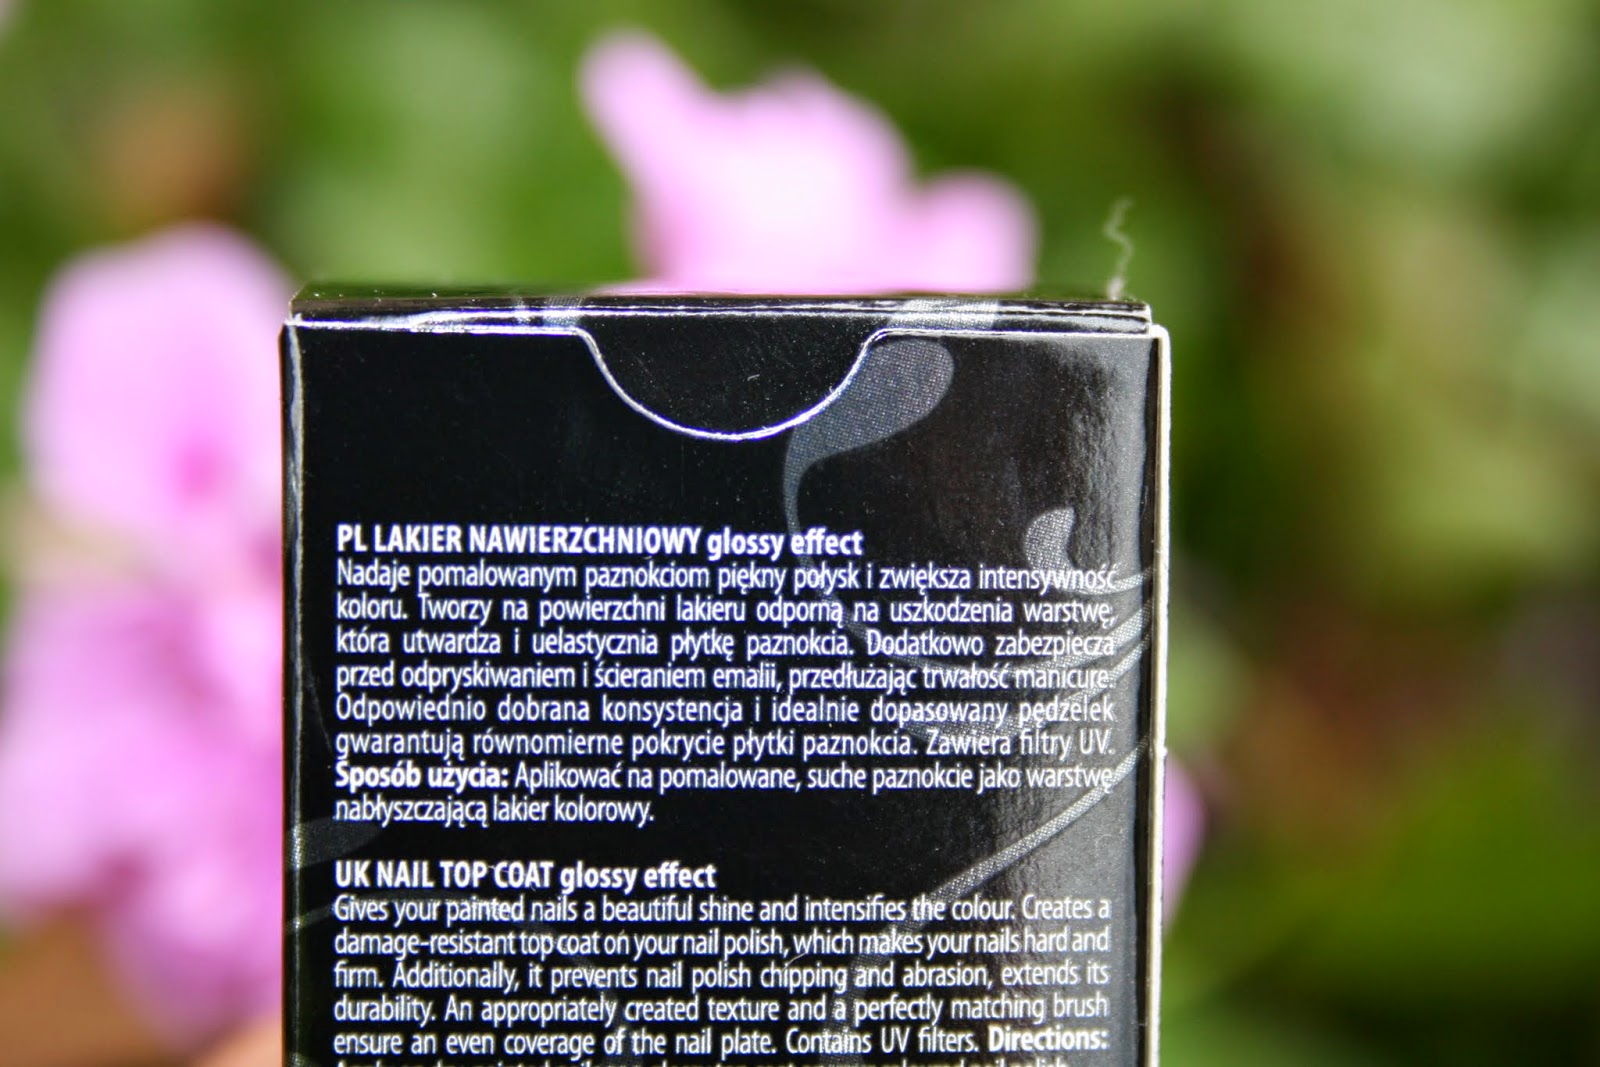 PL LAKIER NAWIERZCHNIOWY glossy effect
Nadaje pomalowanym paznokciom piękny połysk i zwiększa intensywność
koloru. Tworzy na powierzchni lakieru odporną na uszkodzenia warstwę,
która utwardza i uelastycznia płytkę paznokcia. Dodatkowo zabezpiecza
przed odpryskiwaniem i ścieraniem emalii, przedłużając trwałość manicure.
Odpowiednio dobrana konsystencja i idealnie dopasowany pędzelek
gwarantują równomierne pokrycie płytki paznokcia. Zawiera filtry UV.
Sposób użycia: Aplikować na pomalowane, suche paznokcie jako warstwę
nabłyszczającą lakier kolorowy.
UK NAIL TOP COAT glossy effect
Gives your painted nails a beautiful shine and intensifies the colour. Creates a
damage-resistant top coat on your nail polish, which makes your nails hard and
firm. Additionally, it prevents nail polish chipping and abrasion, extends its
durability. An appropriately created texture and a perfectly matching brush
ensure an even coverage of the nail plate. Contains UV filters. Directions: